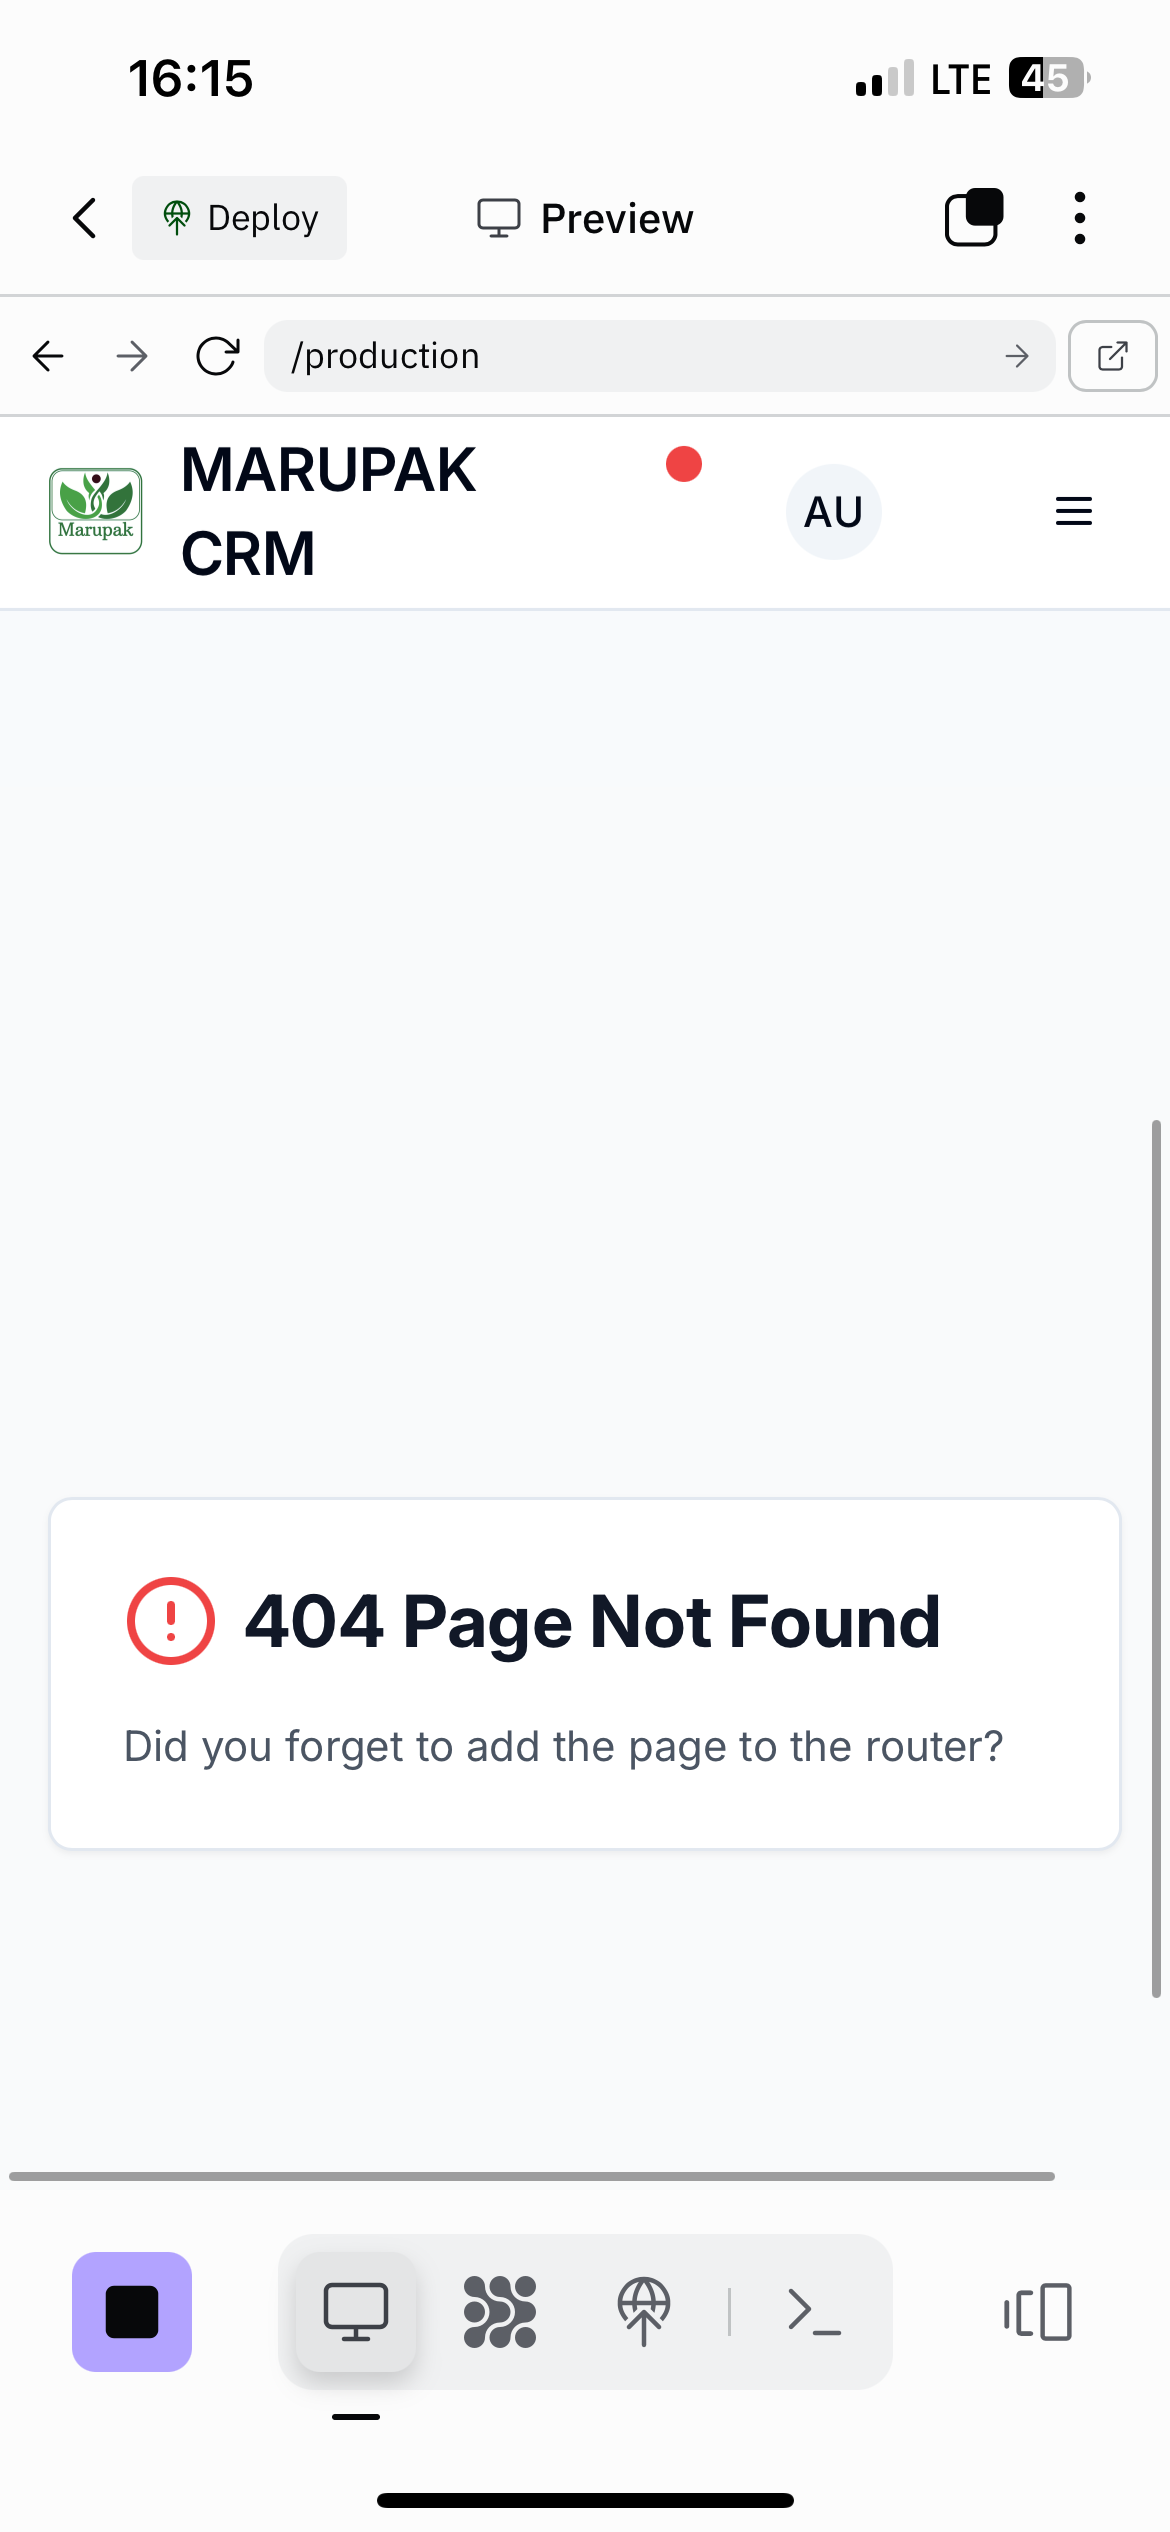 16:15
LTE 45
Deploy
Preview
/production
Marupak
MARUPAK
CRM
AU
404 Page Not Found
Did you forget to add the page to the router?